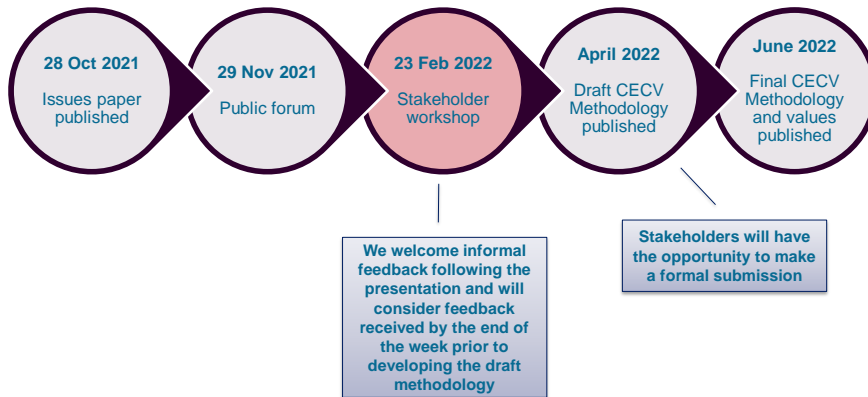 28 Oct 2021
Issues paper
published
29 Nov 2021
Public forum
23 Feb 2022
Stakeholder
workshop
April 2022
Draft CECV
Methodology
published
June 2022
Final CECV
Methodology
and values
published
We welcome informal
feedback following the
presentation and will
consider feedback
received by the end of
the week prior to
developing the draft
methodology
Stakeholders will have
the opportunity to make
a formal submission